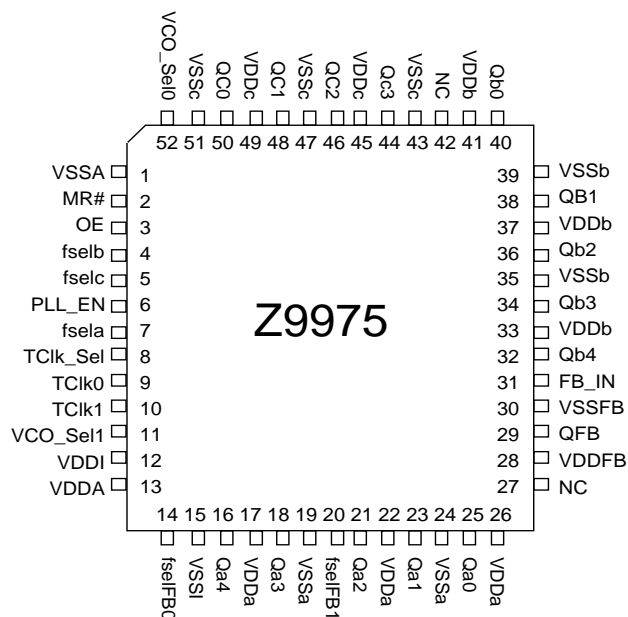 VCO_Sel0
VSSc
QC0
VDDc
QC1
VSSc
QC2
VDDc
Qc3
VSSc
NC
VDDb
Qb0
52 51 50 49 48 47 46 45 44 43 42 41 40
VSSA 1
MR# 2
OE 3
fselb 4
fselc 5
PLL_EN 6
fsela 7
TClk_Sel 8
TClk0 9
TClk1 10
VCO_Sel1 11
VDDI 12
VDDA 13
Z9975
39 VSSb
38 QB1
37 VDDb
36 Qb2
35 VSSb
34 Qb3
33 VDDb
32 Qb4
31 FB_IN
30 VSSFB
29 QFB
28 VDDFB
27 NC
14 15 16 17 18 19 20 21 22 23 24 25 26
fselFB0
VSSI
Qa4
VDDa
Qa3
VSSa
fselFB1
Qa2
VDDa
Qa1
VSSa
Qa0
VDDa